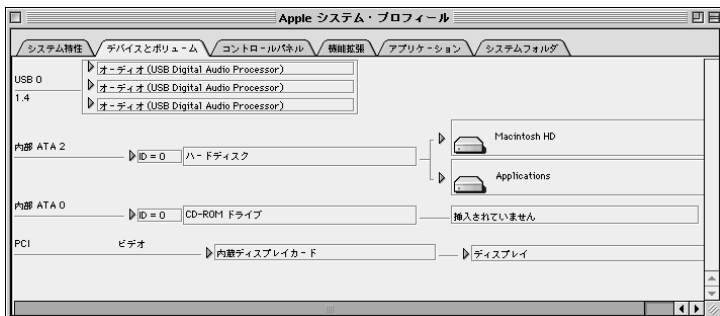 Apple システム・プロフィール
システム特性 デバイスとボリューム コントロールパネル 機能拡張 アプリケーション システムフォルダ
USB 0
1.4
オーディオ (USB Digital Audio Processor)
オーディオ (USB Digital Audio Processor)
オーディオ (USB Digital Audio Processor)
内部 ATA 2
ID = 0 ハードディスク
Macintosh HD
Applications
内部 ATA 0
ID = 0 CD-ROM ドライブ 挿入されていません
PCI ビデオ
内蔵ディスプレイカード ディスプレイ